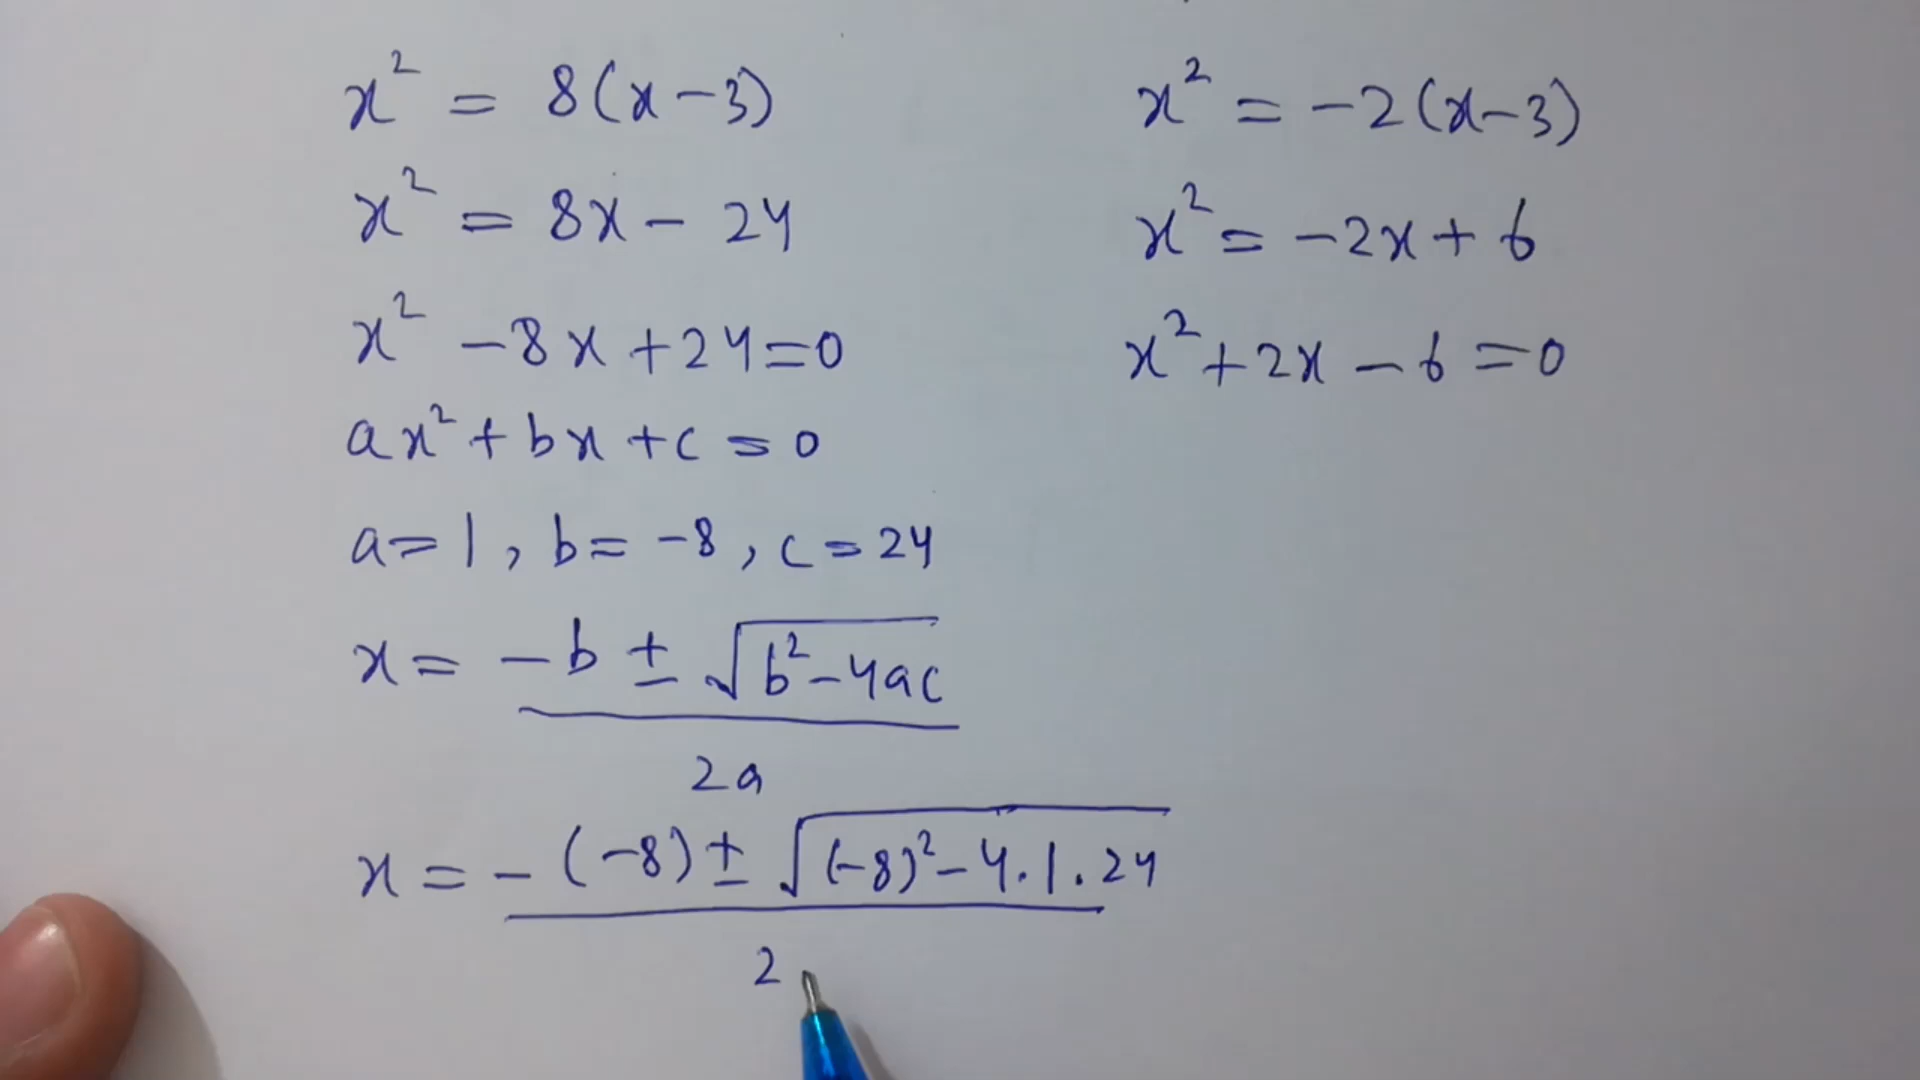 x² = 8(x-3)
x² = 8x - 24
x² - 8x + 24 = 0
ax² + bx + c = 0
a = 1, b = -8, c = 24
x = (-b ± √(b² - 4ac)) / 2a
x = (-(-8) ± √((-8)² - 4.1.24)) / 2
x² = -2(x-3)
x² = -2x + 6
x² + 2x - 6 = 0